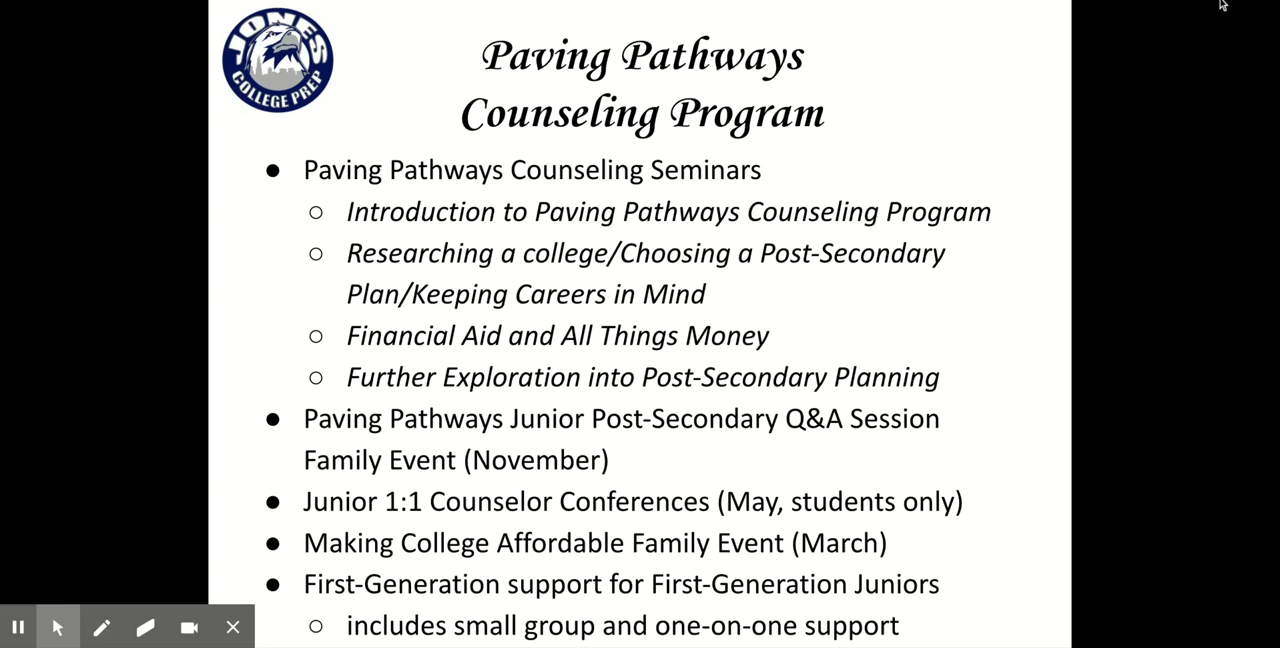 JONES
COLLEGE PREP
Paving Pathways
Counseling Program
● Paving Pathways Counseling Seminars
○ Introduction to Paving Pathways Counseling Program
○ Researching a college/Choosing a Post-Secondary
Plan/Keeping Careers in Mind
○ Financial Aid and All Things Money
○ Further Exploration into Post-Secondary Planning
● Paving Pathways Junior Post-Secondary Q&A Session
Family Event (November)
● Junior 1:1 Counselor Conferences (May, students only)
● Making College Affordable Family Event (March)
● First-Generation support for First-Generation Juniors
○ includes small group and one-on-one support